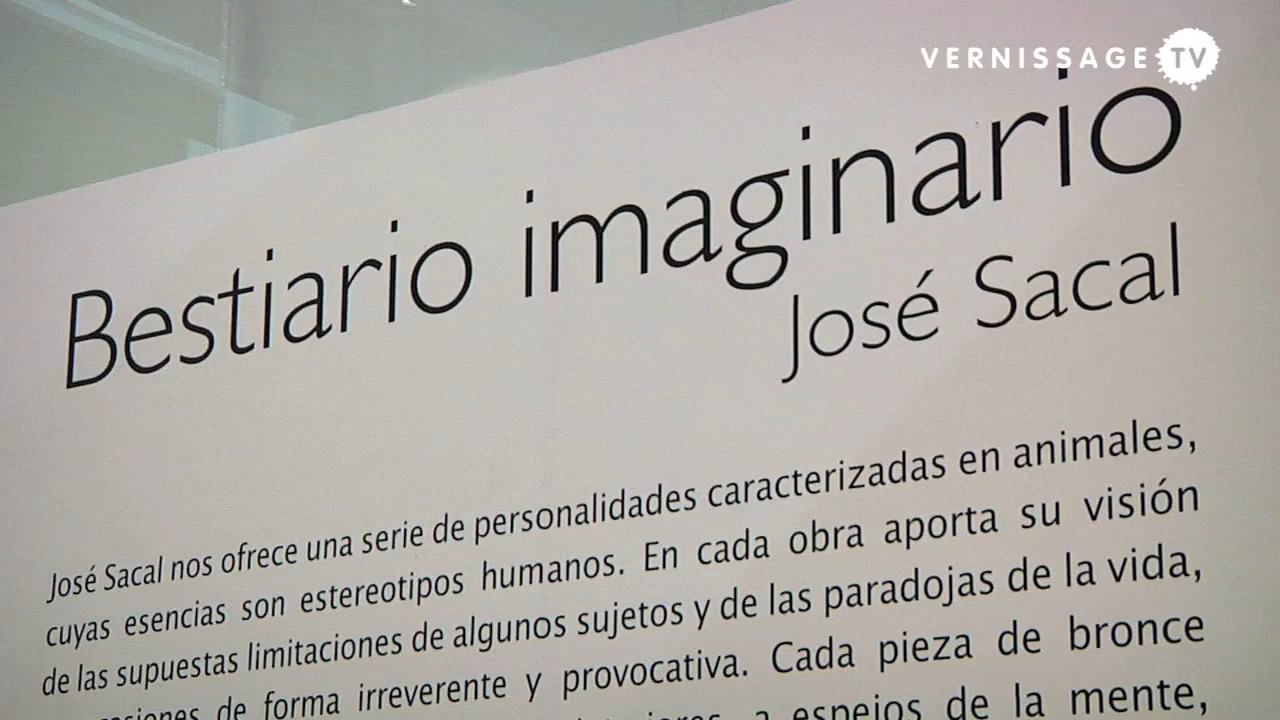 VERNISSAGE TV
Bestiario imaginario
José Sacal
José Sacal nos ofrece una serie de personalidades caracterizadas en animales,
cuyas esencias son estereotipos humanos. En cada obra aporta su visión
de las supuestas limitaciones de algunos sujetos y de las paradojas de la vida,
de forma irreverente y provocativa. Cada pieza de bronce
a espejos de la mente,